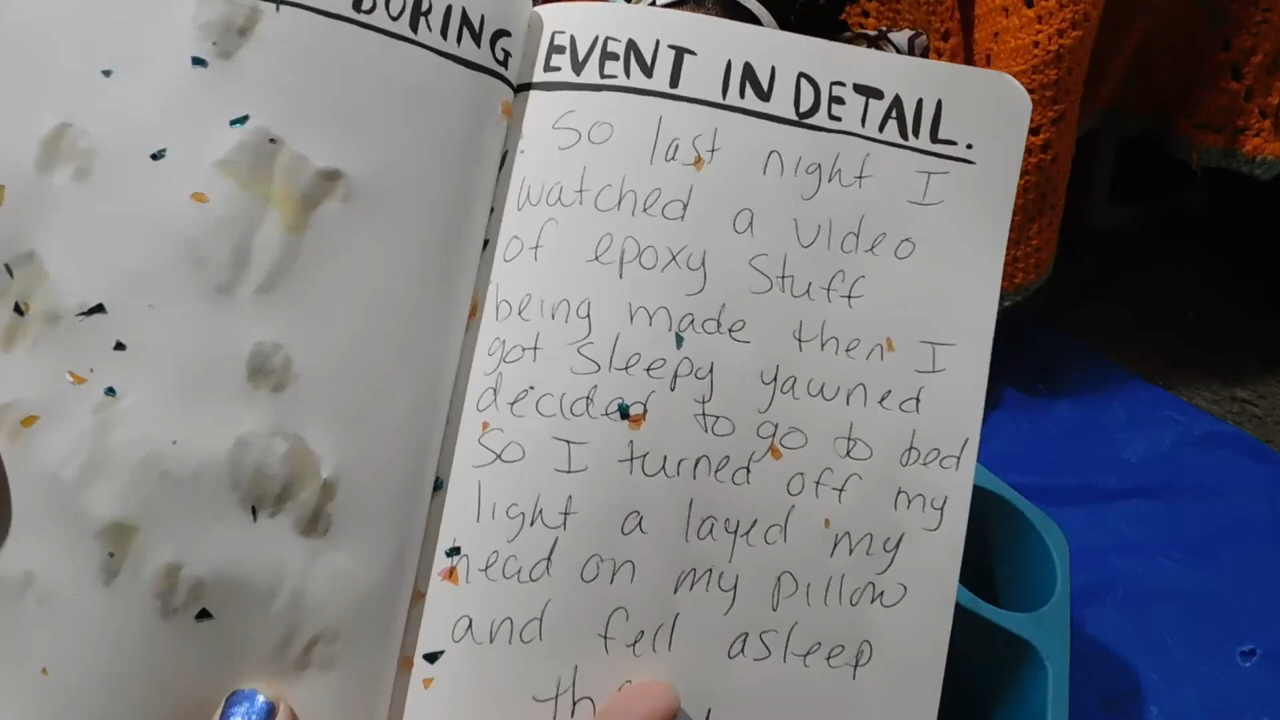 BORING
EVENT IN DETAIL.
So last night I
watched a video
of epoxy stuff
being made then I
got sleepy yawned
decided to go to bed
So I turned off my
light a layed my
head on my pillow
and fell asleep